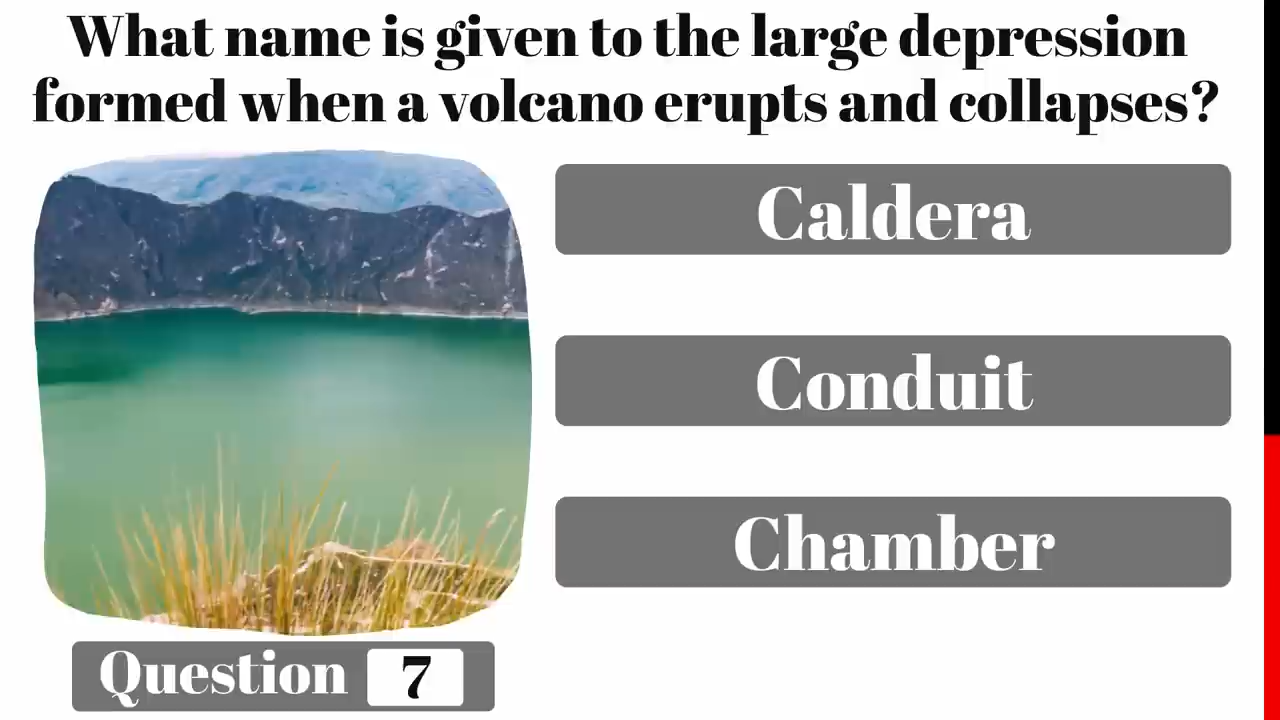 What name is given to the large depression
formed when a volcano erupts and collapses?
Caldera
Conduit
Chamber
Question 7